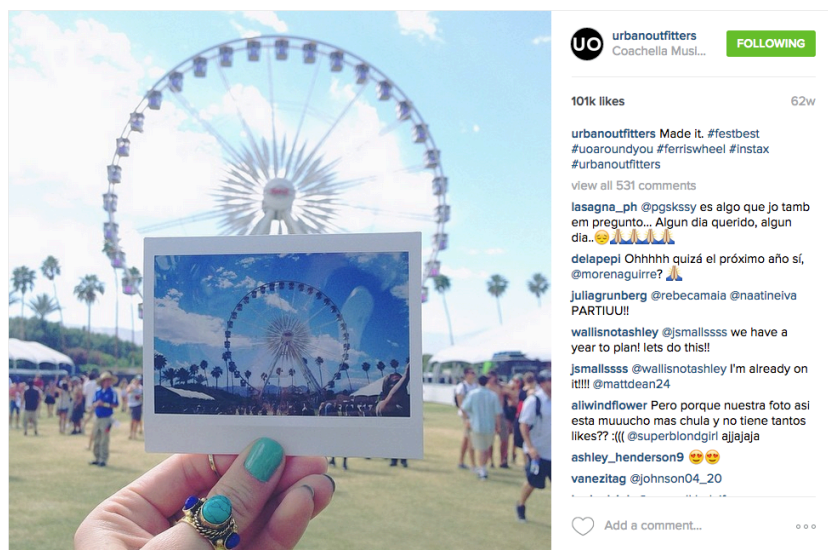 UO
urbanoutfitters
Coachella Musi...
FOLLOWING
101k likes
62w
urbanoutfitters Made it. #festbest
#uoaroundyou #ferriswheel #instax
#urbanoutfitters
view all 531 comments
lasagna_ph @pgskssy es algo que jo tamb
em pregunto... Algun dia querido, algun
dia..😔🙏🙏🙏🙏
delapepi Ohhhhh quizá el próximo año sí,
@morenaguirre? 🙏
juliagrunberg @rebecamaia @naatineiva
PARTIUU!!
wallisnotashley @jsmallssss we have a
year to plan! lets do this!!
jsmallssss @wallisnotashley I'm already on
it!!!! @mattdean24
aliwindflower Pero porque nuestra foto asi
esta muuucho mas chula y no tiene tantos
likes?? :((( @superblondgirl ajjajaja
ashley_henderson9 😍😍
vanezitag @johnson04_20
Add a comment...